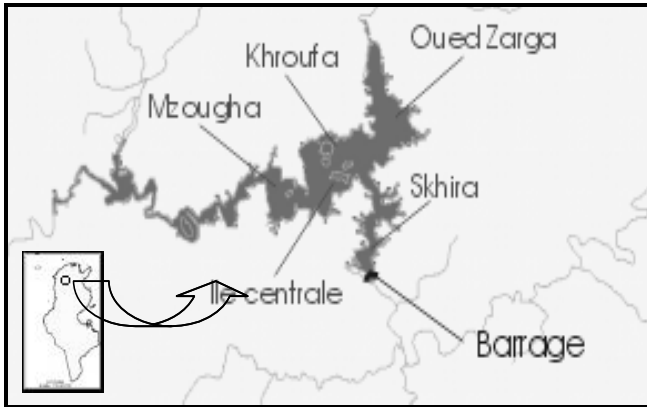 Oued Zarga
Khroufa
Mzougha
Skhira
Ile centrale
Barrage